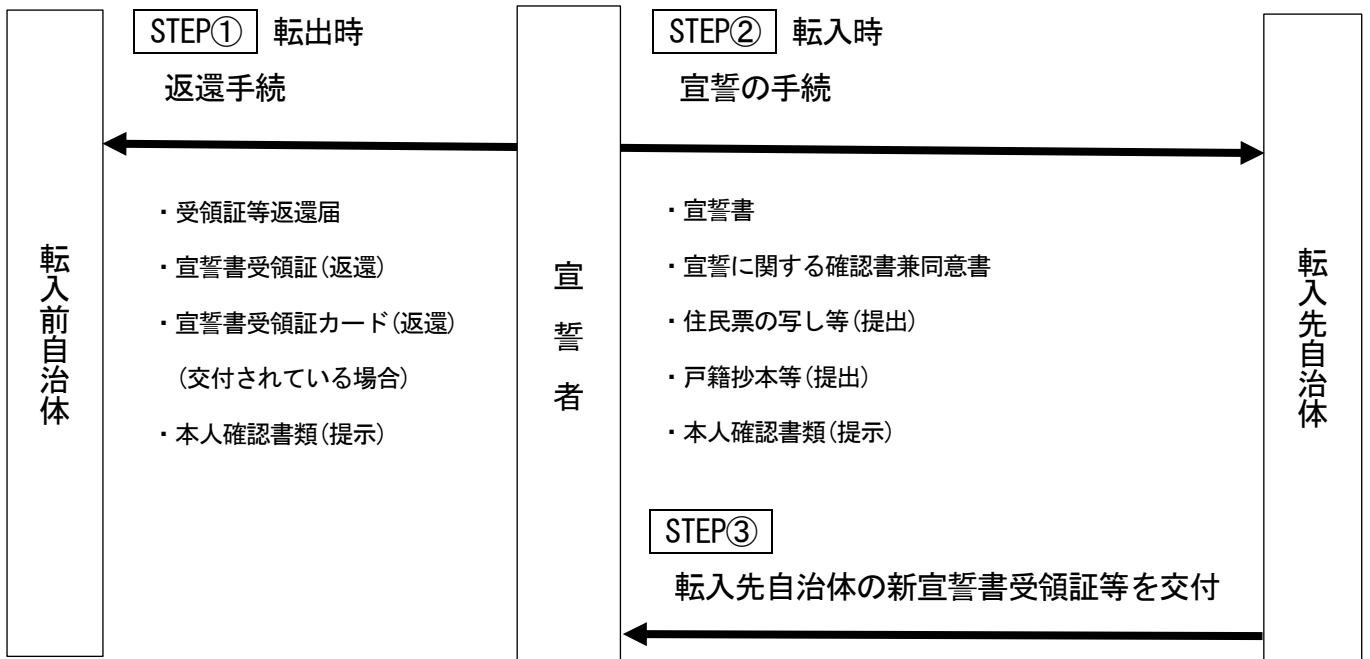 転入前自治体
STEP① 転出時
返還手続
・受領証等返還届
・宣誓書受領証(返還)
・宣誓書受領証カード(返還)
(交付されている場合)
・本人確認書類(提示)
宣誓者
STEP② 転入時
宣誓の手続
・宣誓書
・宣誓に関する確認書兼同意書
・住民票の写し等(提出)
・戸籍抄本等(提出)
・本人確認書類(提示)
STEP③
転入先自治体の新宣誓書受領証等を交付
転入先自治体